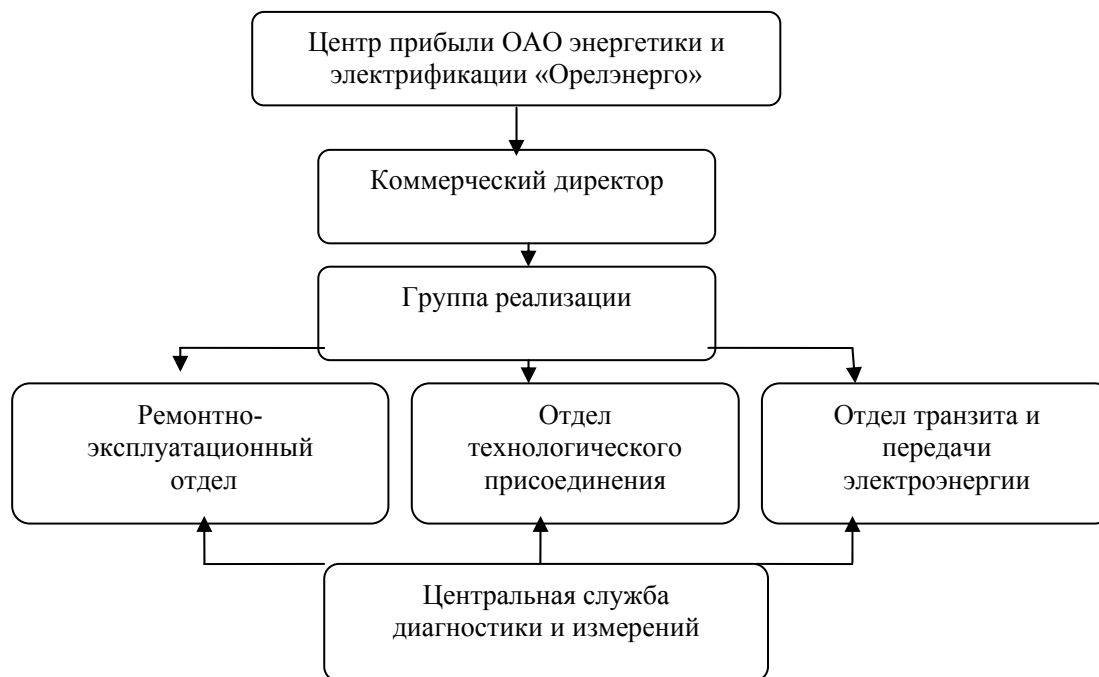 Центр прибыли ОАО энергетики и
электрификации «Орелэнерго»
Коммерческий директор
Группа реализации
Ремонтно-
эксплуатационный
отдел
Отдел
технологического
присоединения
Отдел транзита и
передачи
электроэнергии
Центральная служба
диагностики и измерений